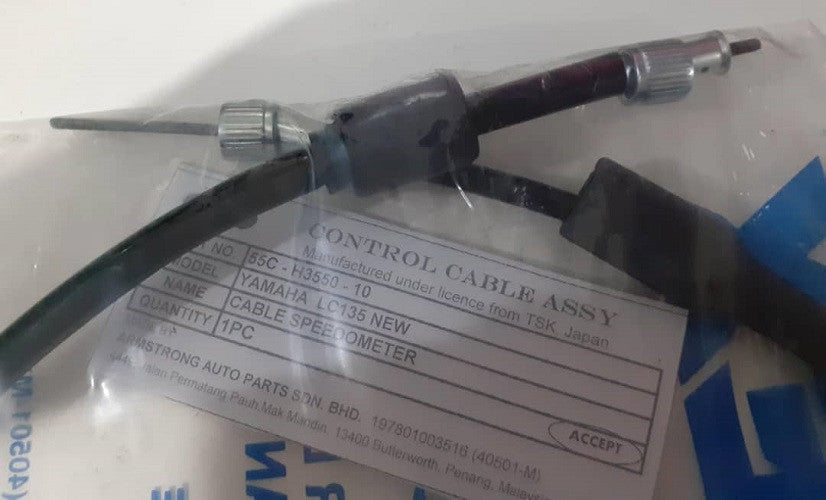 CONTROL CABLE ASSY
Manufactured under licence from TSK Japan
NO 55C - H3550 - 10
MODEL YAMAHA LC135 NEW
NAME CABLE SPEEDOMETER
QUANTITY 1PC
ARMSTRONG AUTO PARTS SDN. BHD. 197801003516 (40501-M)
Jalan Permatang Pauh, Mak Mandin, 13400 Butterworth, Penang,
ACCEPT
(40501 M